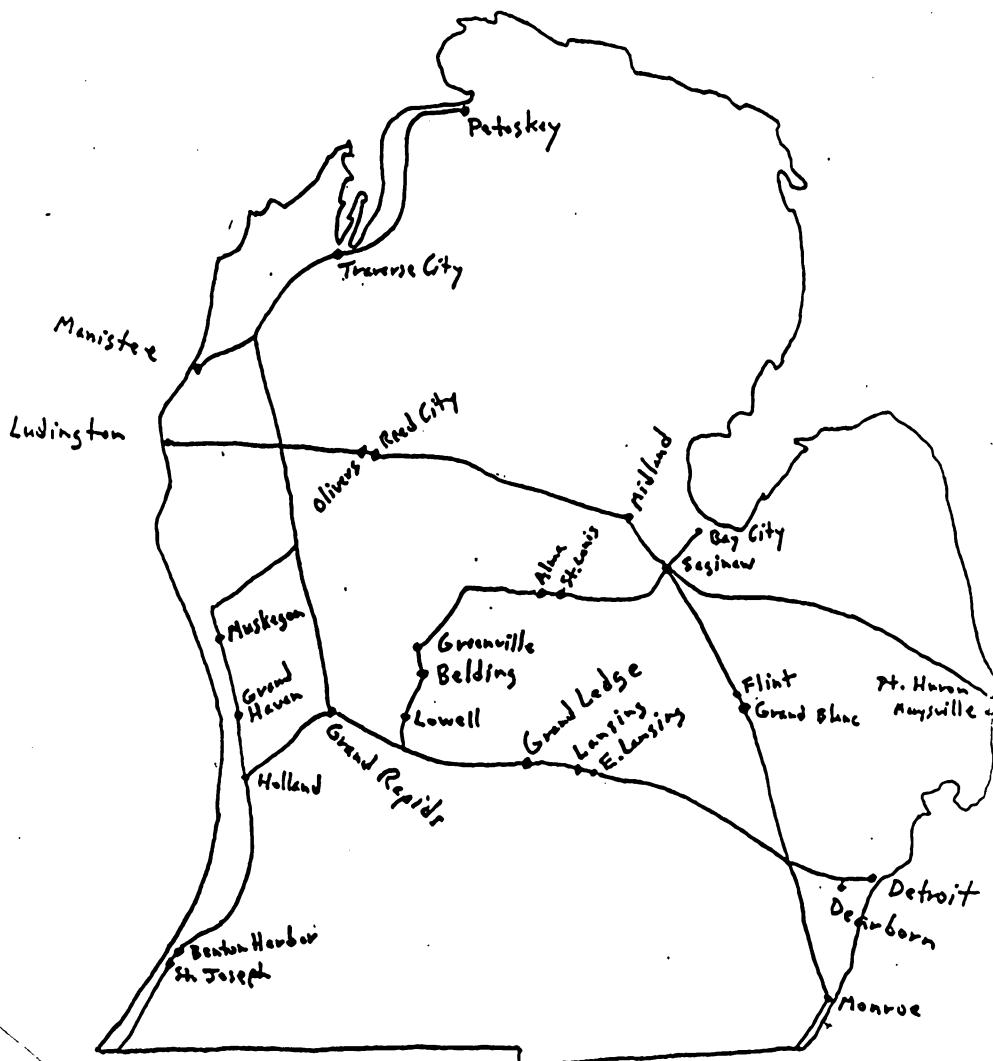 Petoskey
Traverse City
Manistee
Ludington
Olivers
Reed City
Midland
Bay City
Saginaw
Alma
St. Louis
Muskegon
Greenville
Belding
Grand
Haven
Lowell
Grand Ledge
Lansing
E. Lansing
Flint
Grand Blanc
Pt. Huron
Maysville
Grand Rapids
Holland
Detroit
Dearborn
Benton Harbor
St. Joseph
Monroe